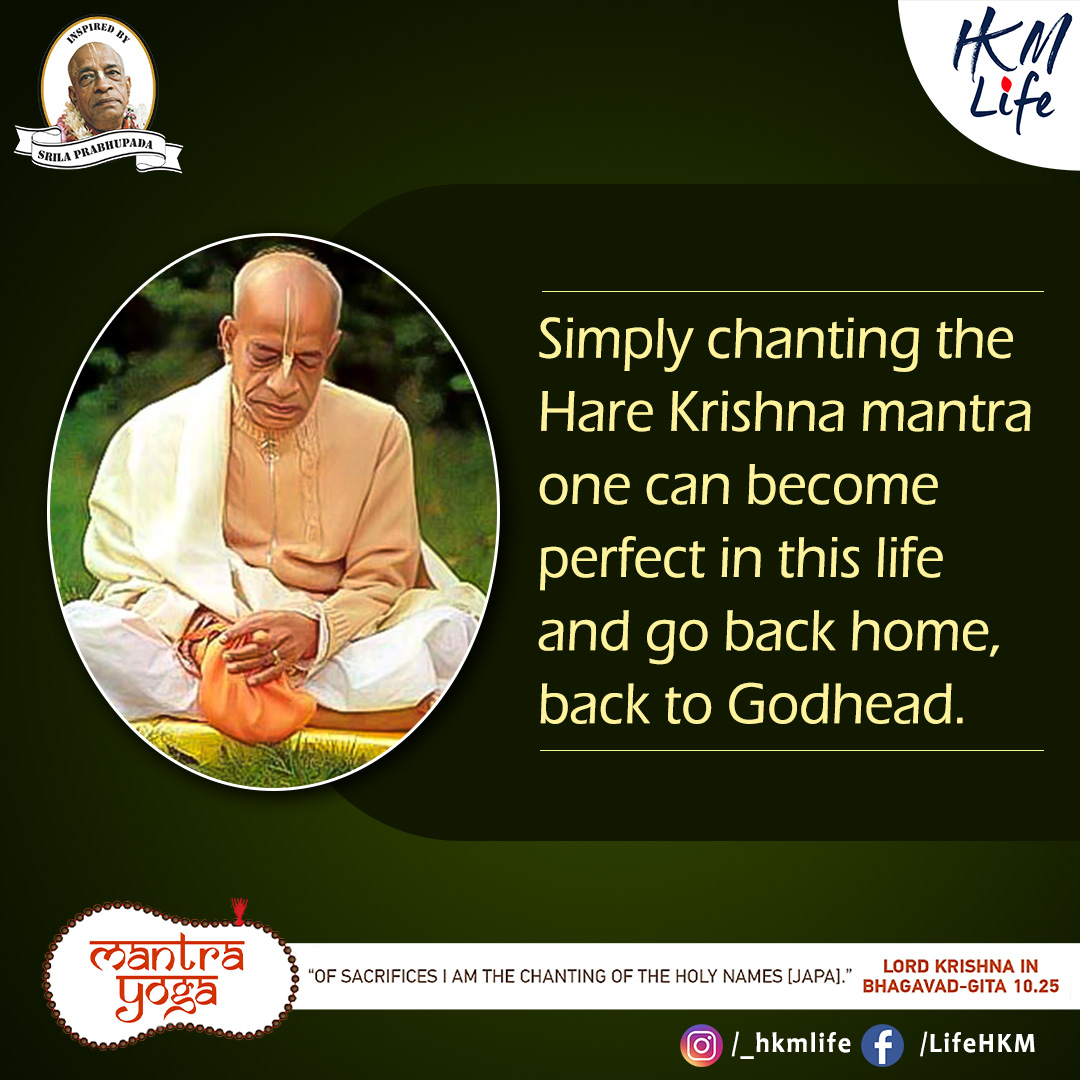 INSPIRED BY
SRILA PRABHUPADA
HKM
Life
Simply chanting the
Hare Krishna mantra
one can become
perfect in this life
and go back home,
back to Godhead.
mantra
yoga
“OF SACRIFICES I AM THE CHANTING OF THE HOLY NAMES [JAPA].”
LORD KRISHNA IN
BHAGAVAD-GITA 10.25
/_hkmlife /LifeHKM